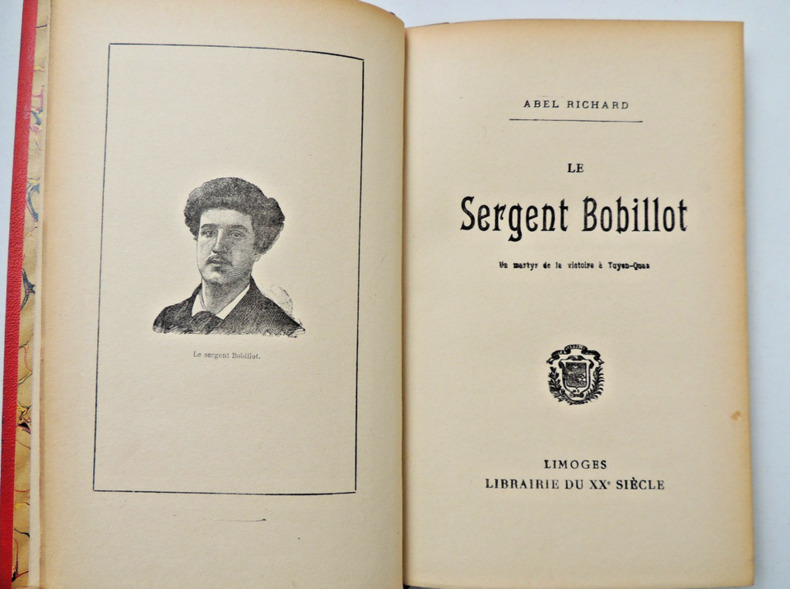 Le sergent Bobillot.
ABEL RICHARD
LE
Sergent Bobillot
Un martyr de la victoire à Tuyen-Quan
LIMOGES
LIBRAIRIE DU XXe SIÈCLE